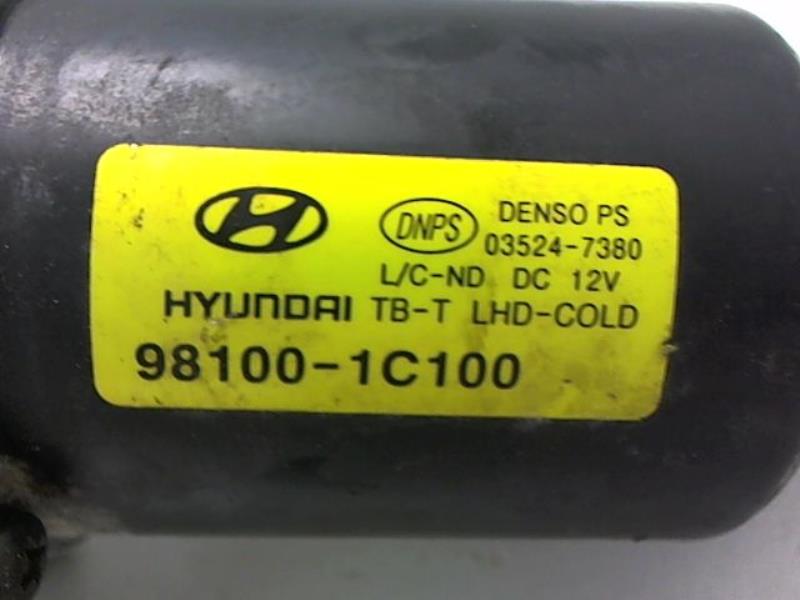 DNPS DENSO PS
03524-7380
L/C-ND DC 12V
HYUNDAI TB-T LHD-COLD
98100-1C100